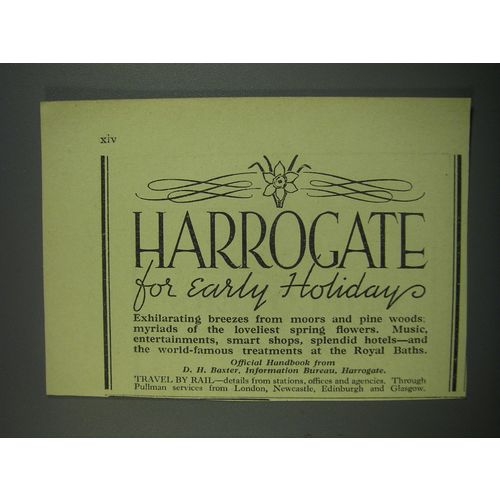 xiv
HARROGATE
for Early Holidays
Exhilarating breezes from moors and pine woods;
myriads of the loveliest spring flowers. Music,
entertainments, smart shops, splendid hotels—and
the world-famous treatments at the Royal Baths.
Official Handbook from
D. H. Baxter, Information Bureau, Harrogate.
TRAVEL BY RAIL—details from stations, offices and agencies. Through
Pullman services from London, Newcastle, Edinburgh and Glasgow.